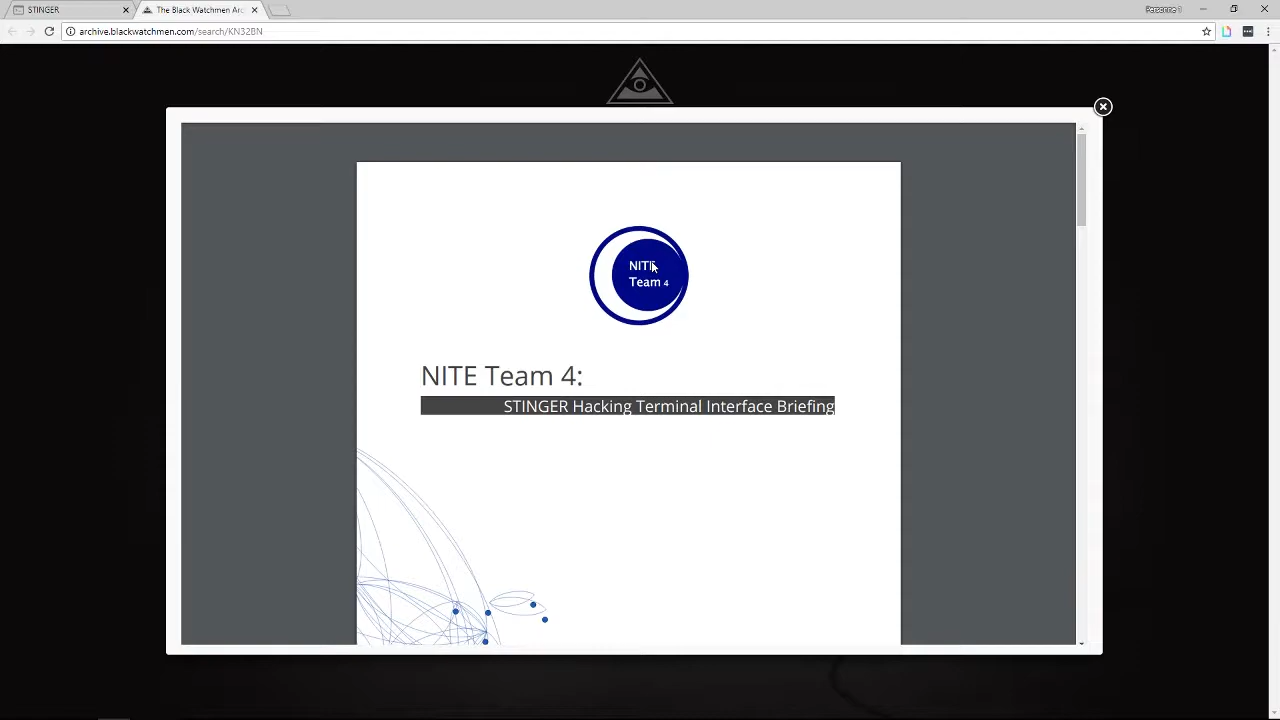 STINGER
The Black Watchmen Arc
archive.blackwatchmen.com/search/KN32BN
NITE
Team 4
NITE Team 4:
STINGER Hacking Terminal Interface Briefing